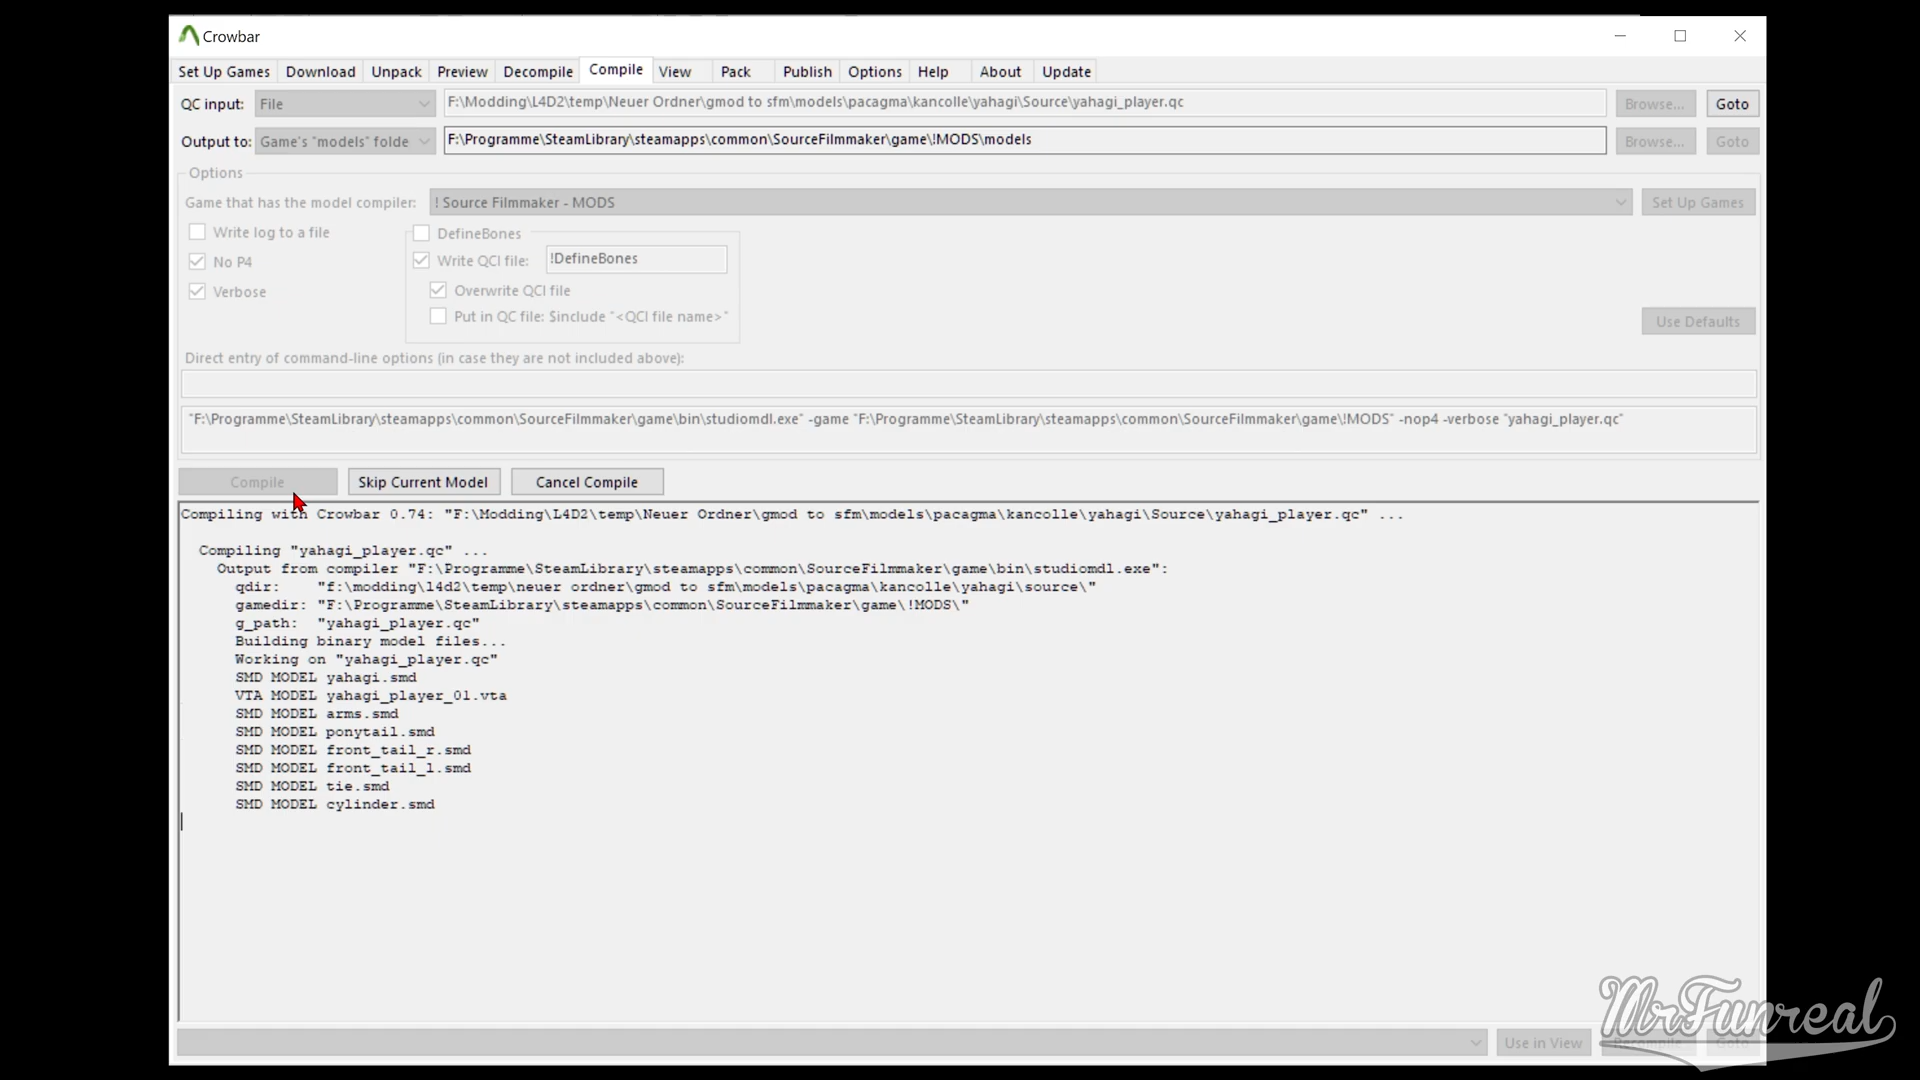 Crowbar
Set Up Games Download Unpack Preview Decompile Compile View Pack Publish Options Help About Update
QC input: File F:\Modding\L4D2\temp\Neuer Ordner\gmod to sfm\models\pacagma\kancolle\yahagi\Source\yahagi_player.qc Browse... Goto
Output to: Game's "models" folde F:\Programme\SteamLibrary\steamapps\common\SourceFilmmaker\game\!MODS\models Browse... Goto
Options
Game that has the model compiler: ! Source Filmmaker - MODS Set Up Games
Write log to a file DefineBones
No P4 Write QCI file: !DefineBones
Verbose Overwrite QCI file
Put in QC file: $include "<QCI file name>"
Use Defaults
Direct entry of command-line options (in case they are not included above):
"F:\Programme\SteamLibrary\steamapps\common\SourceFilmmaker\game\bin\studiomdl.exe" -game "F:\Programme\SteamLibrary\steamapps\common\SourceFilmmaker\game\!MODS" -nop4 -verbose "yahagi_player.qc"
Compile Skip Current Model Cancel Compile
Compiling with Crowbar 0.74: "F:\Modding\L4D2\temp\Neuer Ordner\gmod to sfm\models\pacagma\kancolle\yahagi\Source\yahagi_player.qc" ...
Compiling "yahagi_player.qc" ...
Output from compiler "F:\Programme\SteamLibrary\steamapps\common\SourceFilmmaker\game\bin\studiomdl.exe":
qdir: "f:\modding\l4d2\temp\neuer ordner\gmod to sfm\models\pacagma\kancolle\yahagi\source\"
gamedir: "F:\Programme\SteamLibrary\steamapps\common\SourceFilmmaker\game\!MODS\"
g_path: "yahagi_player.qc"
Building binary model files...
Working on "yahagi_player.qc"
SMD MODEL yahagi.smd
VTA MODEL yahagi_player_01.vta
SMD MODEL arms.smd
SMD MODEL ponytail.smd
SMD MODEL front_tail_r.smd
SMD MODEL front_tail_l.smd
SMD MODEL tie.smd
SMD MODEL cylinder.smd
MrFunreal
Use in View Recompile Goto